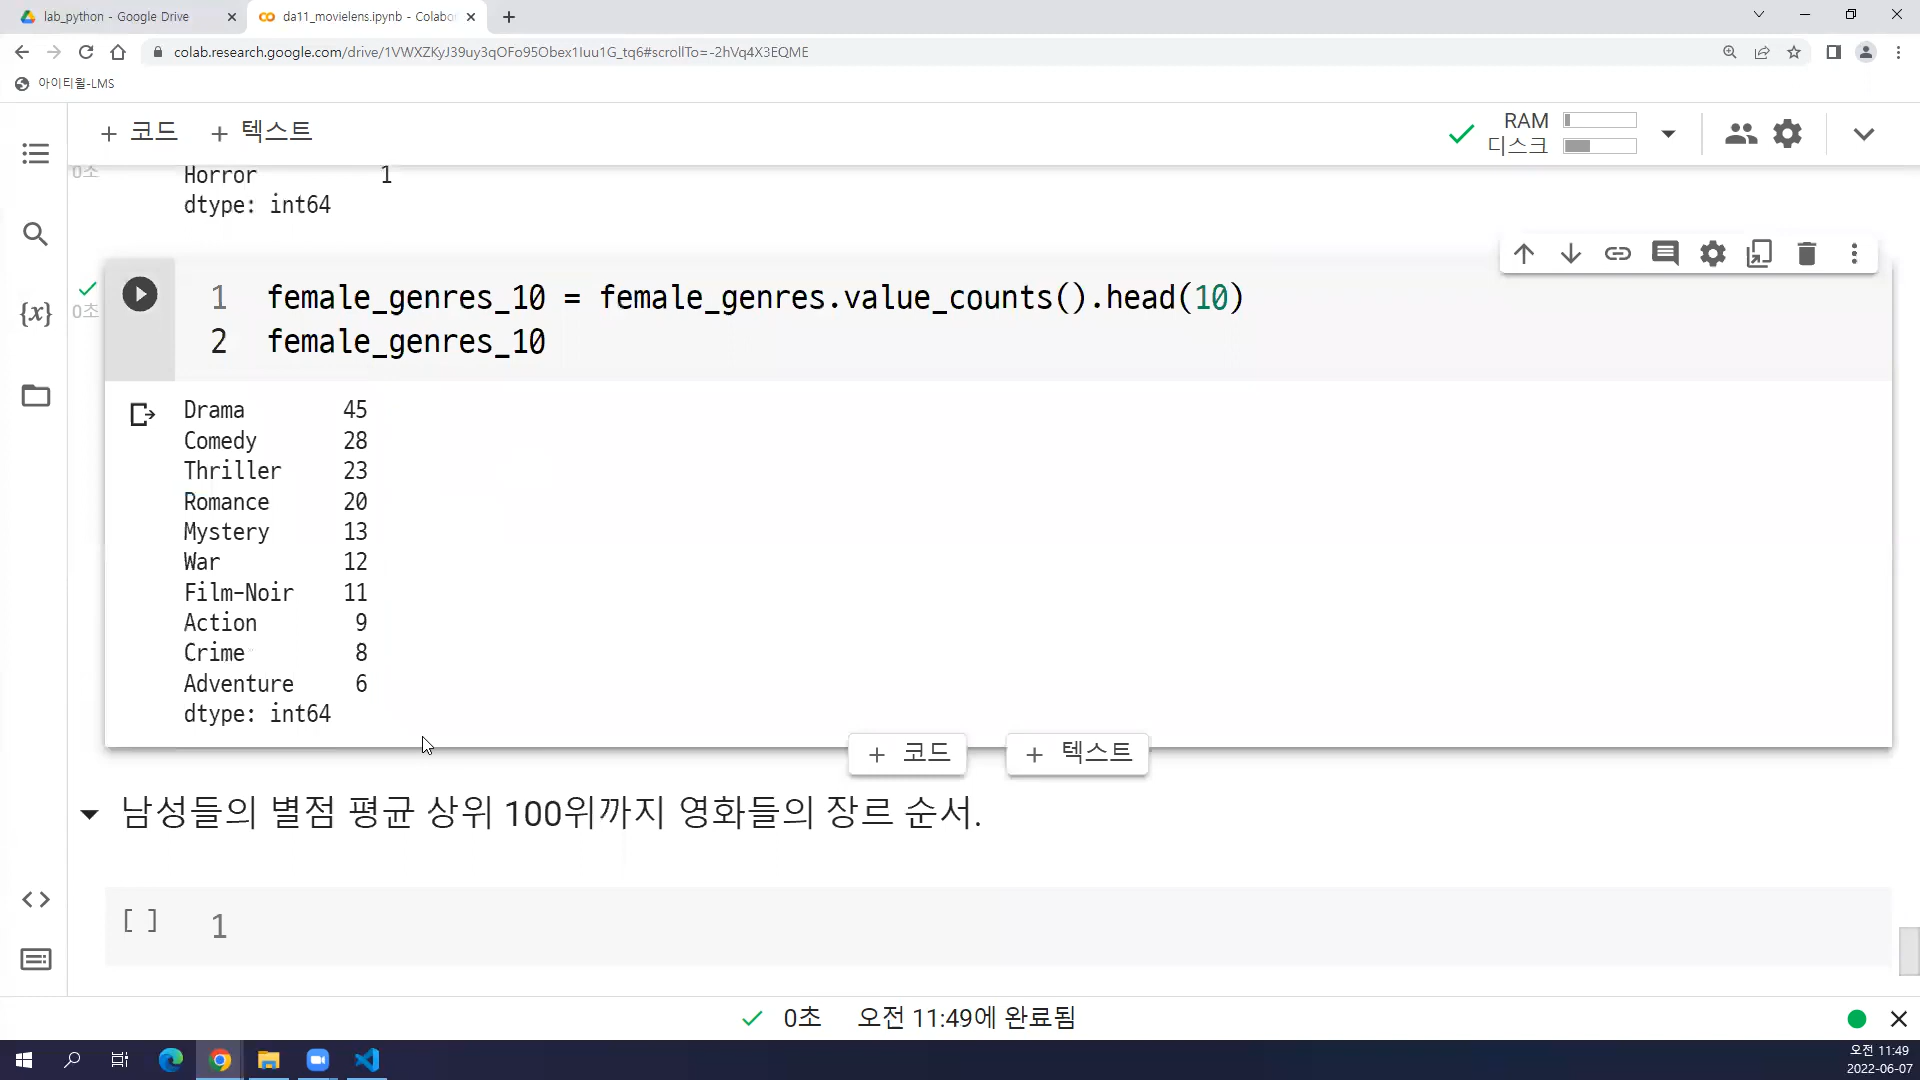 lab_python - Google Drive
da11_movielens.ipynb - Colabo
colab.research.google.com/drive/1VWXZKyJ39uy3qOFo95Obex1Iuu1G_tq6#scrollTo=-2hVq4X3EQME
아이티윌-LMS
+ 코드 + 텍스트
RAM
디스크
0초
Horror 1
dtype: int64
0초
1 female_genres_10 = female_genres.value_counts().head(10)
2 female_genres_10
{x}
Drama 45
Comedy 28
Thriller 23
Romance 20
Mystery 13
War 12
Film-Noir 11
Action 9
Crime 8
Adventure 6
dtype: int64
+ 코드 + 텍스트
남성들의 별점 평균 상위 100위까지 영화들의 장르 순서.
[ ] 1
0초 오전 11:49에 완료됨
오전 11:49
2022-06-07